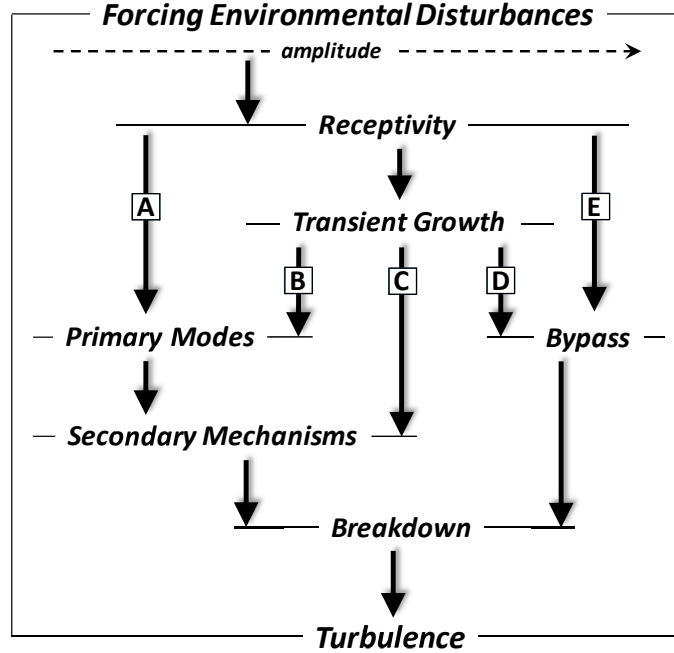 Forcing Environmental Disturbances
amplitude
Receptivity
A
E
Transient Growth
B
C
D
Primary Modes
Bypass
Secondary Mechanisms
Breakdown
Turbulence